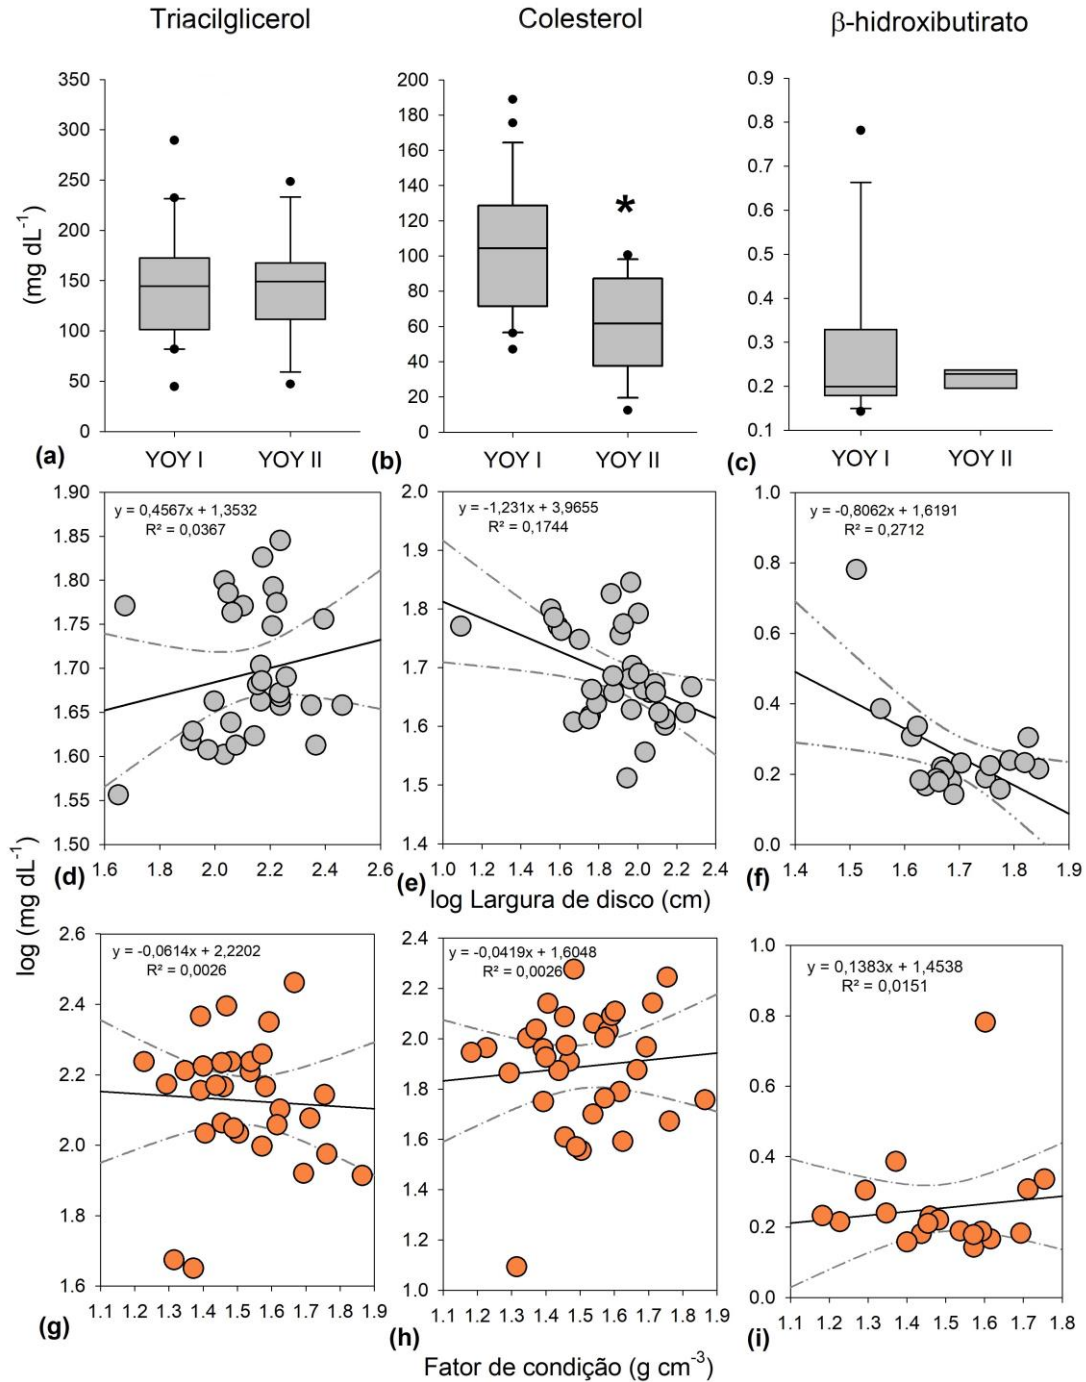 Triacilglicerol
Colesterol
β-hidroxibutirato
350
300
250
200
150
100
50
0
(mg dL⁻¹)
200
180
160
140
120
100
80
60
40
20
0
*
0.9
0.8
0.7
0.6
0.5
0.4
0.3
0.2
0.1
(a)
YOY I
YOY II
(b)
YOY I
YOY II
(c)
YOY I
YOY II
1.90
1.85
1.80
1.75
1.70
1.65
1.60
1.55
1.50
y = 0,4567x + 1,3532
R² = 0,0367
2.0
1.9
1.8
1.7
1.6
1.5
1.4
y = -1,231x + 3,9655
R² = 0,1744
1.0
0.8
0.6
0.4
0.2
0.0
y = -0,8062x + 1,6191
R² = 0,2712
1.6 1.8 2.0 2.2 2.4 2.6
1.0 1.2 1.4 1.6 1.8 2.0 2.2 2.4
1.4 1.5 1.6 1.7 1.8 1.9
(d)
(e)
log Largura de disco (cm)
(f)
log (mg dL⁻¹)
2.6
2.4
2.2
2.0
1.8
1.6
y = -0,0614x + 2,2202
R² = 0,0026
2.4
2.2
2.0
1.8
1.6
1.4
1.2
1.0
y = -0,0419x + 1,6048
R² = 0,0026
1.0
0.8
0.6
0.4
0.2
0.0
y = 0,1383x + 1,4538
R² = 0,0151
1.1 1.2 1.3 1.4 1.5 1.6 1.7 1.8 1.9
1.1 1.2 1.3 1.4 1.5 1.6 1.7 1.8 1.9
1.1 1.2 1.3 1.4 1.5 1.6 1.7 1.8
(g)
(h)
(i)
Fator de condição (g cm⁻³)